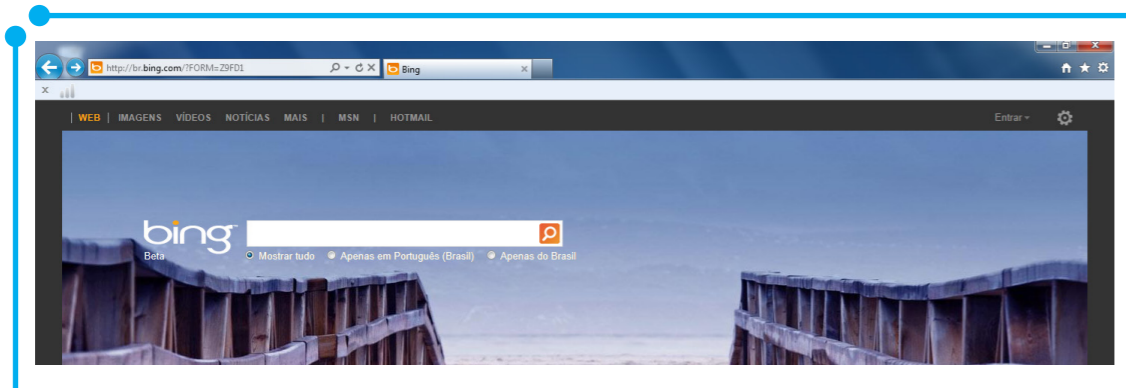 http://br.bing.com/?FORM=Z9FD1 Bing
WEB | IMAGENS VÍDEOS NOTÍCIAS MAIS | MSN | HOTMAIL Entrar
bing
Beta
Mostrar tudo Apenas em Português (Brasil) Apenas do Brasil